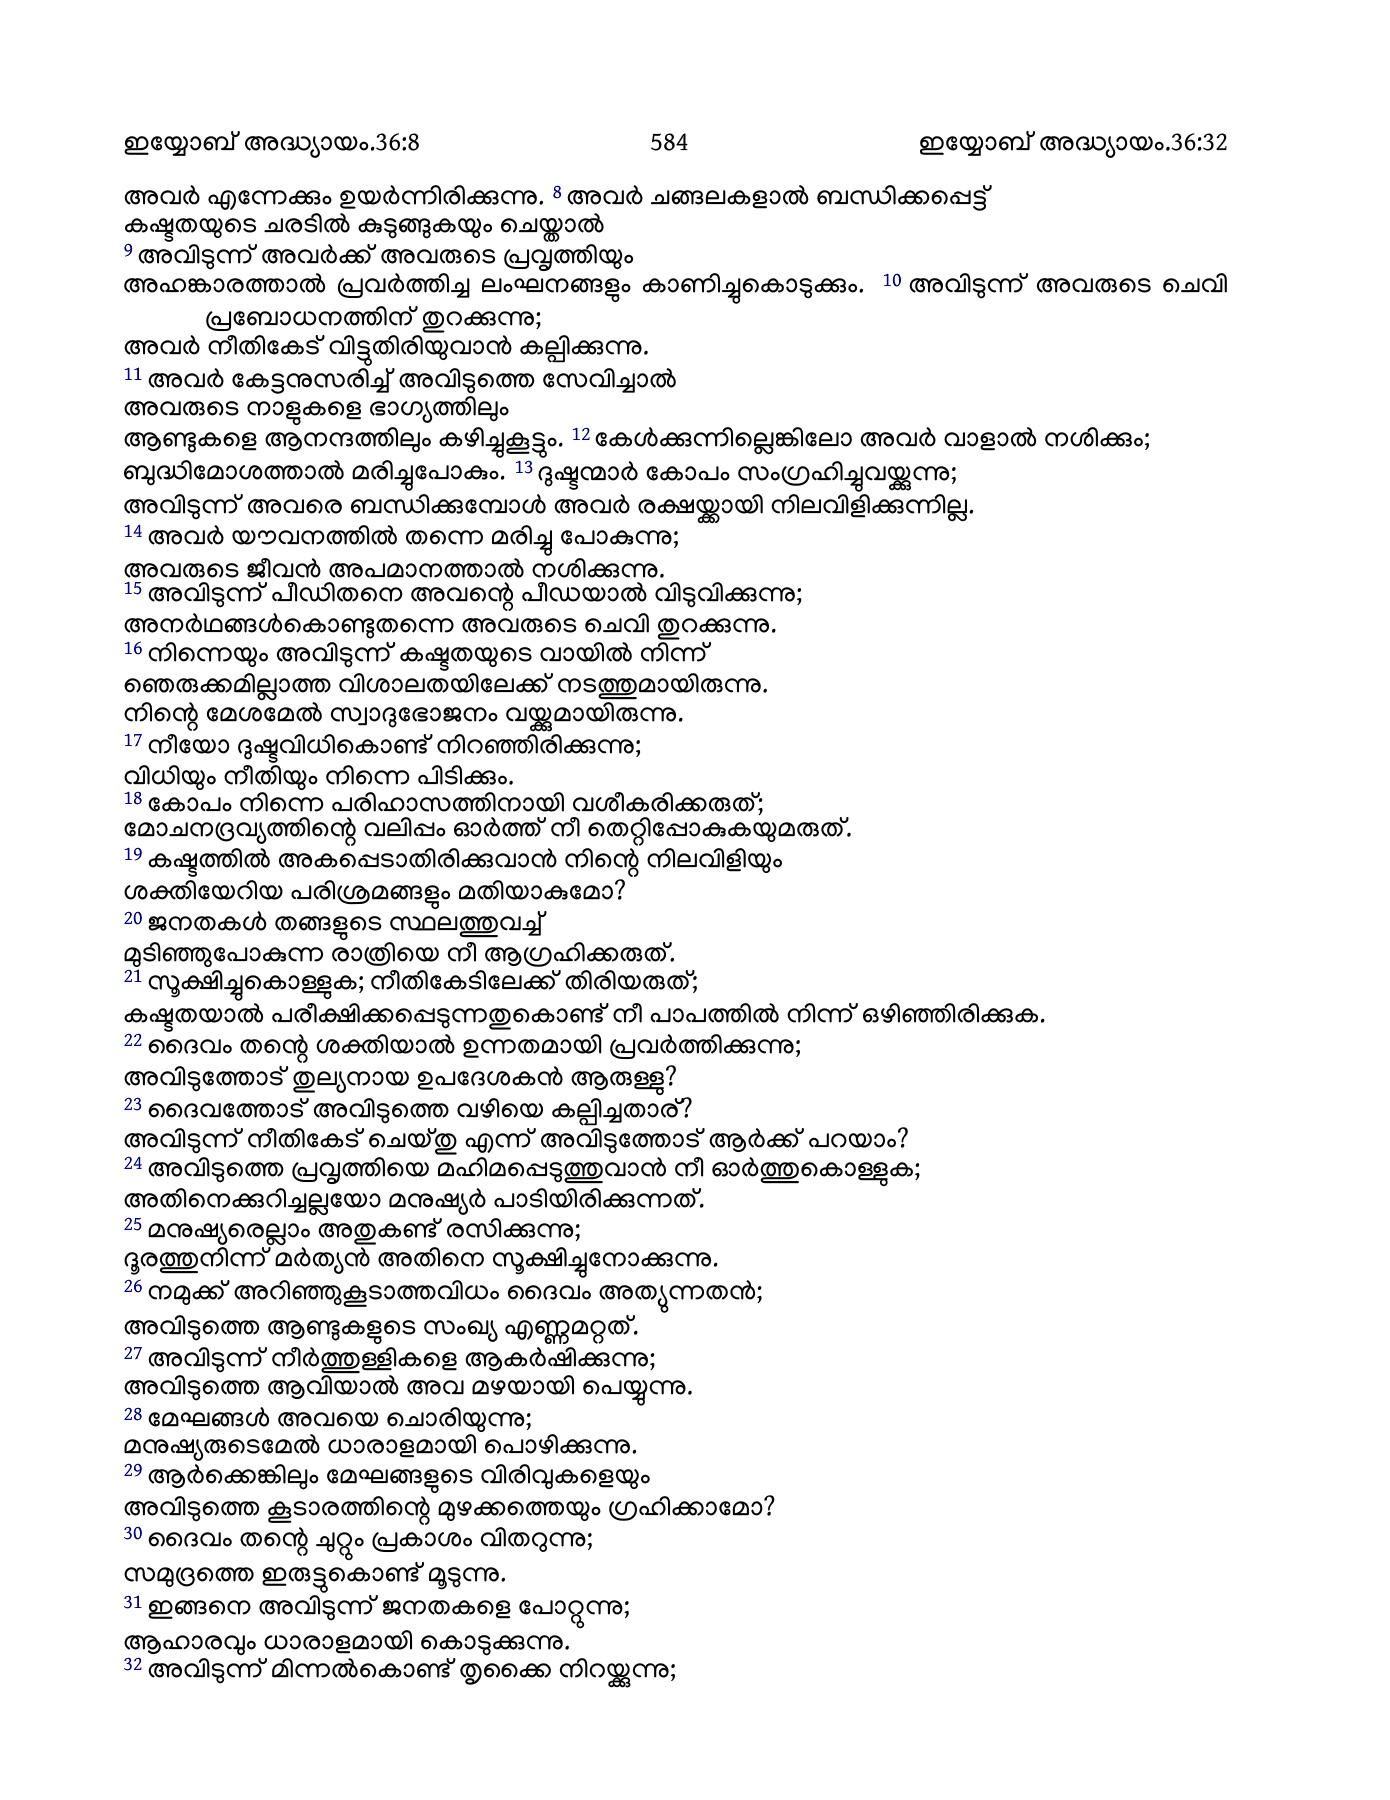 ഇയ്യോബ് അദ്ധ്യായം.36:8 584 ഇയ്യോബ് അദ്ധ്യായം.36:32
അവർ എന്നേക്കും ഉയർന്നിരിക്കുന്നു. 8 അവർ ചങ്ങലകളാൽ ബന്ധിക്കപ്പെട്ട്
കഷ്ടതയുടെ ചരടിൽ കുടുങ്ങുകയും ചെയ്താൽ
9 അവിടുന്ന് അവർക്ക് അവരുടെ പ്രവൃത്തിയും
അഹങ്കാരത്താൽ പ്രവർത്തിച്ച ലംഘനങ്ങളും കാണിച്ചുകൊടുക്കും. 10 അവിടുന്ന് അവരുടെ ചെവി
പ്രബോധനത്തിന് തുറക്കുന്നു;
അവർ നീതികേട് വിട്ടുതിരിയുവാൻ കല്പിക്കുന്നു.
11 അവർ കേട്ടനുസരിച്ച് അവിടുത്തെ സേവിച്ചാൽ
അവരുടെ നാളുകളെ ഭാഗ്യത്തിലും
ആണ്ടുകളെ ആനന്ദത്തിലും കഴിച്ചുകൂട്ടും. 12 കേൾക്കുന്നില്ലെങ്കിലോ അവർ വാളാൽ നശിക്കും;
ബുദ്ധിമോശത്താൽ മരിച്ചുപോകും. 13 ദുഷ്ടന്മാർ കോപം സംഗ്രഹിച്ചുവയ്ക്കുന്നു;
അവിടുന്ന് അവരെ ബന്ധിക്കുമ്പോൾ അവർ രക്ഷയ്ക്കായി നിലവിളിക്കുന്നില്ല.
14 അവർ യൗവനത്തിൽ തന്നെ മരിച്ചു പോകുന്നു;
അവരുടെ ജീവൻ അപമാനത്താൽ നശിക്കുന്നു.
15 അവിടുന്ന് പീഡിതനെ അവന്റെ പീഡയാൽ വിടുവിക്കുന്നു;
അനർഥങ്ങൾകൊണ്ടുതന്നെ അവരുടെ ചെവി തുറക്കുന്നു.
16 നിന്നെയും അവിടുന്ന് കഷ്ടതയുടെ വായിൽ നിന്ന്
ഞെരുക്കമില്ലാത്ത വിശാലതയിലേക്ക് നടത്തുമായിരുന്നു.
നിന്റെ മേശമേൽ സ്വാദുഭോജനം വയ്ക്കുമായിരുന്നു.
17 നീയോ ദുഷ്ടവിധികൊണ്ട് നിറഞ്ഞിരിക്കുന്നു;
വിധിയും നീതിയും നിന്നെ പിടിക്കും.
18 കോപം നിന്നെ പരിഹാസത്തിനായി വശീകരിക്കരുത്;
മോചനദ്രവ്യത്തിന്റെ വലിപ്പം ഓർത്ത് നീ തെറ്റിപ്പോകുകയുമരുത്.
19 കഷ്ടത്തിൽ അകപ്പെടാതിരിക്കുവാൻ നിന്റെ നിലവിളിയും
ശക്തിയേറിയ പരിശ്രമങ്ങളും മതിയാകുമോ?
20 ജനതകൾ തങ്ങളുടെ സ്ഥലത്തുവച്ച്
മുടിഞ്ഞുപോകുന്ന രാത്രിയെ നീ ആഗ്രഹിക്കരുത്.
21 സൂക്ഷിച്ചുകൊള്ളുക; നീതികേടിലേക്ക് തിരിയരുത്;
കഷ്ടതയാൽ പരീക്ഷിക്കപ്പെടുന്നതുകൊണ്ട് നീ പാപത്തിൽ നിന്ന് ഒഴിഞ്ഞിരിക്കുക.
22 ദൈവം തന്റെ ശക്തിയാൽ ഉന്നതമായി പ്രവർത്തിക്കുന്നു;
അവിടുത്തോട് തുല്യനായ ഉപദേശകൻ ആരുള്ളു?
23 ദൈവത്തോട് അവിടുത്തെ വഴിയെ കല്പിച്ചതാര്?
അവിടുന്ന് നീതികേട് ചെയ്തു എന്ന് അവിടുത്തോട് ആർക്ക് പറയാം?
24 അവിടുത്തെ പ്രവൃത്തിയെ മഹിമപ്പെടുത്തുവാൻ നീ ഓർത്തുകൊള്ളുക;
അതിനെക്കുറിച്ചല്ലയോ മനുഷ്യർ പാടിയിരിക്കുന്നത്.
25 മനുഷ്യരെല്ലാം അതുകണ്ട് രസിക്കുന്നു;
ദൂരത്തുനിന്ന് മർത്യൻ അതിനെ സൂക്ഷിച്ചുനോക്കുന്നു.
26 നമുക്ക് അറിഞ്ഞുകൂടാത്തവിധം ദൈവം അത്യുന്നതൻ;
അവിടുത്തെ ആണ്ടുകളുടെ സംഖ്യ എണ്ണമറ്റത്.
27 അവിടുന്ന് നീർത്തുള്ളികളെ ആകർഷിക്കുന്നു;
അവിടുത്തെ ആവിയാൽ അവ മഴയായി പെയ്യുന്നു.
28 മേഘങ്ങൾ അവയെ ചൊരിയുന്നു;
മനുഷ്യരുടെമേൽ ധാരാളമായി പൊഴിക്കുന്നു.
29 ആർക്കെങ്കിലും മേഘങ്ങളുടെ വിരിവുകളെയും
അവിടുത്തെ കൂടാരത്തിന്റെ മുഴക്കത്തെയും ഗ്രഹിക്കാമോ?
30 ദൈവം തന്റെ ചുറ്റും പ്രകാശം വിതറുന്നു;
സമുദ്രത്തെ ഇരുട്ടുകൊണ്ട് മൂടുന്നു.
31 ഇങ്ങനെ അവിടുന്ന് ജനതകളെ പോറ്റുന്നു;
ആഹാരവും ധാരാളമായി കൊടുക്കുന്നു.
32 അവിടുന്ന് മിന്നൽകൊണ്ട് തൃക്കൈ നിറയ്ക്കുന്നു;